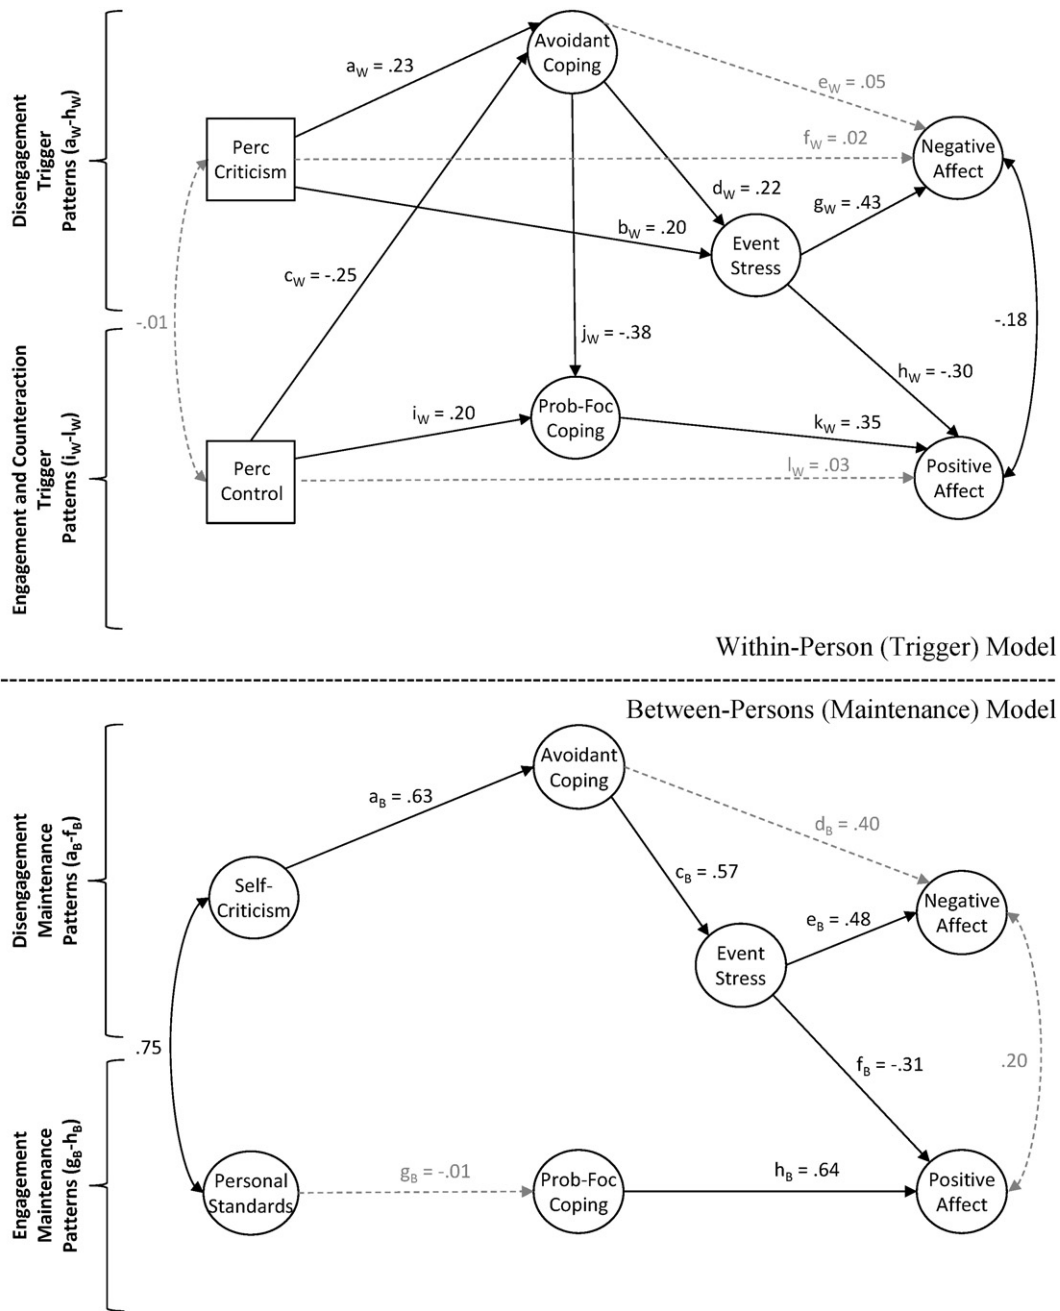 Disengagement
Trigger
Patterns (aW-hW)
Engagement and Counteraction
Trigger
Patterns (iW-lW)
Perc
Criticism
Perc
Control
Avoidant
Coping
Prob-Foc
Coping
Event
Stress
Negative
Affect
Positive
Affect
aW = .23
eW = .05
fW = .02
dW = .22
gW = .43
bW = .20
cW = -.25
-.01
jW = -.38
-.18
hW = -.30
iW = .20
kW = .35
lW = .03
Within-Person (Trigger) Model
Between-Persons (Maintenance) Model
Disengagement
Maintenance
Patterns (aB-fB)
Engagement
Maintenance
Patterns (gB-hB)
Self-
Criticism
Personal
Standards
Avoidant
Coping
Prob-Foc
Coping
Event
Stress
Negative
Affect
Positive
Affect
aB = .63
dB = .40
cB = .57
eB = .48
.75
fB = -.31
.20
gB = -.01
hB = .64